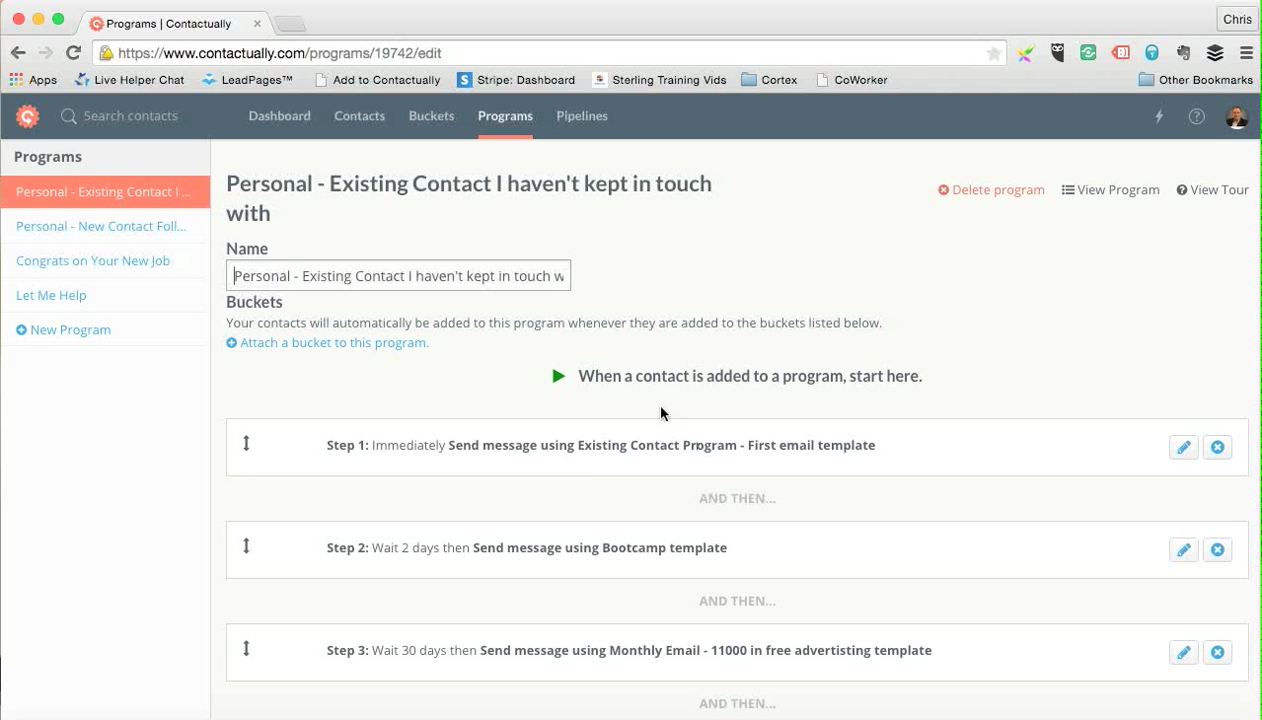 Programs | Contactually
Chris
https://www.contactually.com/programs/19742/edit
Apps Live Helper Chat LeadPages™ Add to Contactually Stripe: Dashboard Sterling Training Vids Cortex CoWorker Other Bookmarks
Search contacts Dashboard Contacts Buckets Programs Pipelines
Programs
Personal - Existing Contact I ...
Personal - New Contact Foll...
Congrats on Your New Job
Let Me Help
New Program
Personal - Existing Contact I haven't kept in touch
with
Delete program View Program View Tour
Name
Personal - Existing Contact I haven't kept in touch w
Buckets
Your contacts will automatically be added to this program whenever they are added to the buckets listed below.
Attach a bucket to this program.
When a contact is added to a program, start here.
Step 1: Immediately Send message using Existing Contact Program - First email template
AND THEN...
Step 2: Wait 2 days then Send message using Bootcamp template
AND THEN...
Step 3: Wait 30 days then Send message using Monthly Email - 11000 in free advertisting template
AND THEN...